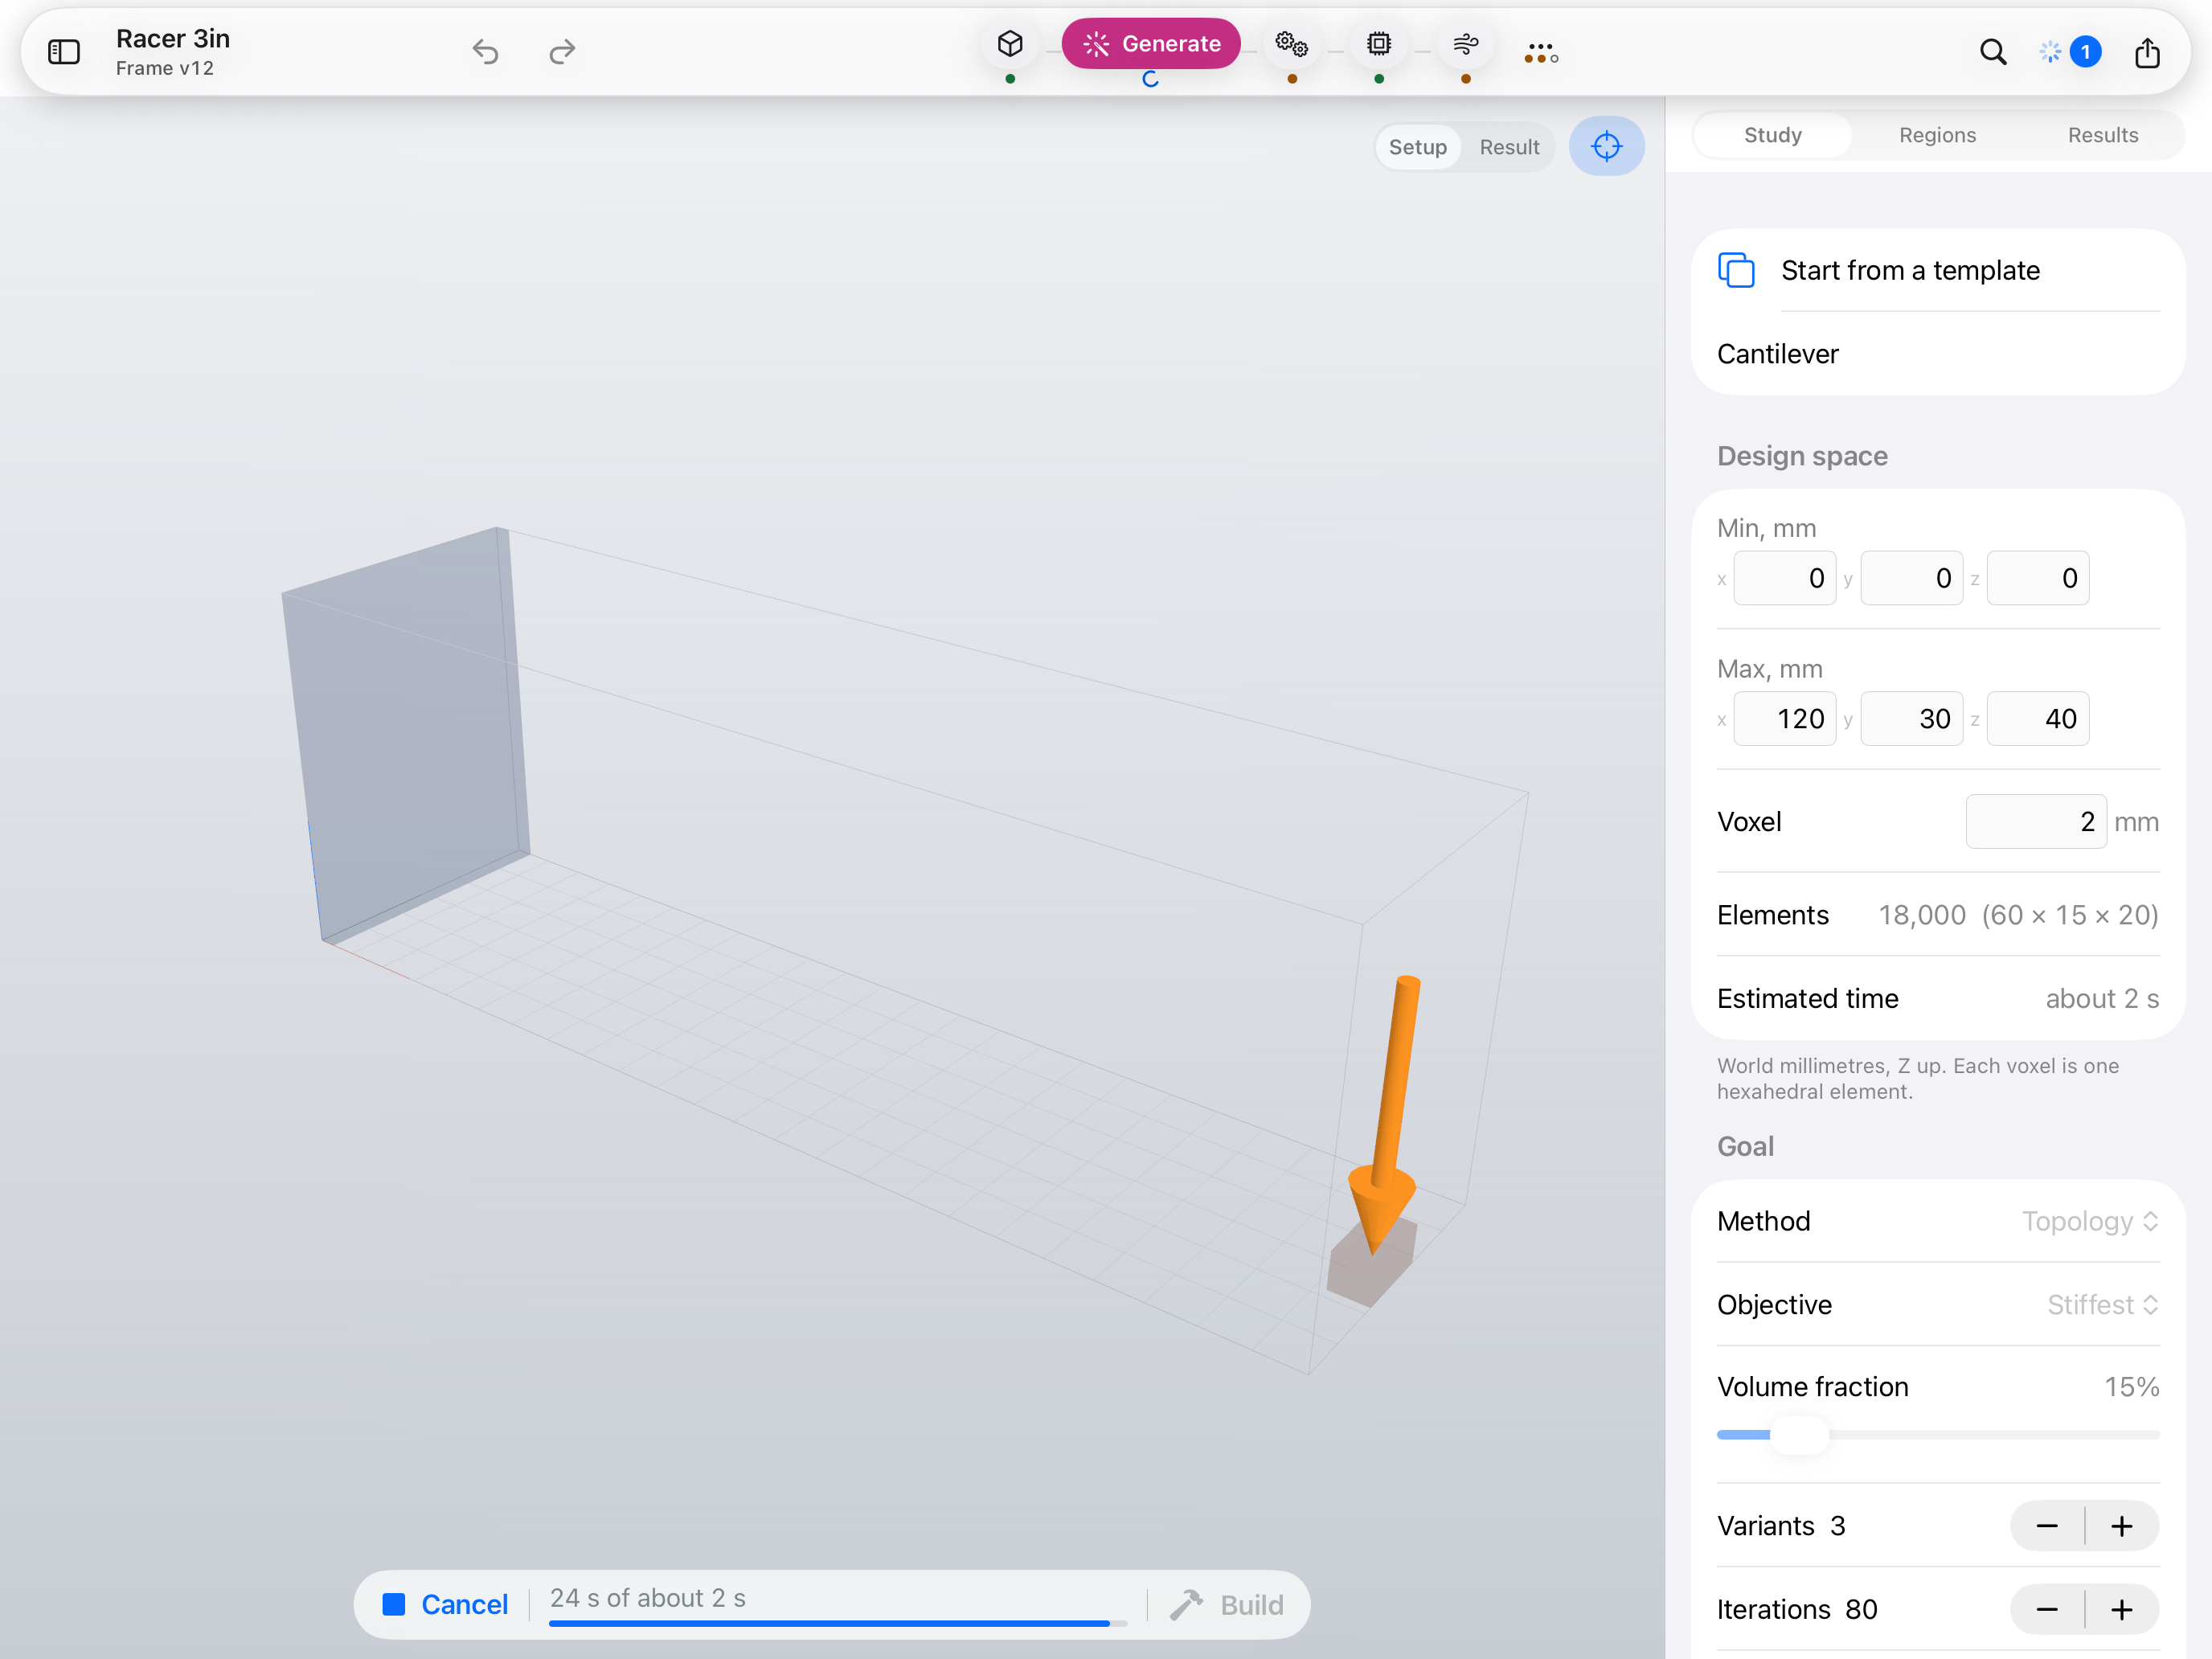 Racer 3in
Frame v12
Generate
1
Setup
Result
Study
Regions
Results
Start from a template
Cantilever
Design space
Min, mm
x 0 y 0 z 0
Max, mm
x 120 y 30 z 40
Voxel 2 mm
Elements 18,000 (60 × 15 × 20)
Estimated time about 2 s
World millimetres, Z up. Each voxel is one
hexahedral element.
Goal
Method Topology
Objective Stiffest
Volume fraction 15%
Variants 3
Iterations 80
Cancel
24 s of about 2 s
Build